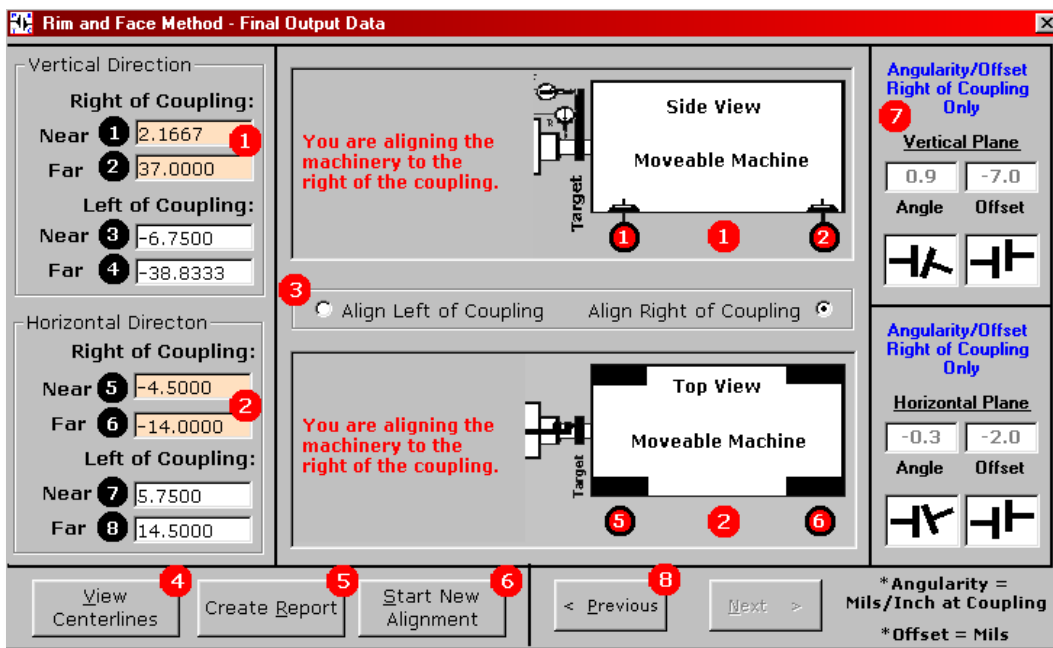 Rim and Face Method - Final Output Data
Vertical Direction
Right of Coupling:
Near 1 2.1667
1
Far 2 37.0000
Left of Coupling:
Near 3 -6.7500
Far 4 -38.8333
Horizontal Directon
Right of Coupling:
Near 5 -4.5000
2
Far 6 -14.0000
Left of Coupling:
Near 7 5.7500
Far 8 14.5000
You are aligning the
machinery to the
right of the coupling.
R
Target
Side View
Moveable Machine
1
1
2
3
Align Left of Coupling
Align Right of Coupling
You are aligning the
machinery to the
right of the coupling.
Target
Top View
Moveable Machine
5
2
6
Angularity/Offset
Right of Coupling
Only
7
Vertical Plane
0.9 -7.0
Angle Offset
Angularity/Offset
Right of Coupling
Only
Horizontal Plane
-0.3 -2.0
Angle Offset
View
Centerlines
4
Create Report
5
Start New
Alignment
6
< Previous
8
Next >
*Angularity =
Mils/Inch at Coupling
*Offset = Mils